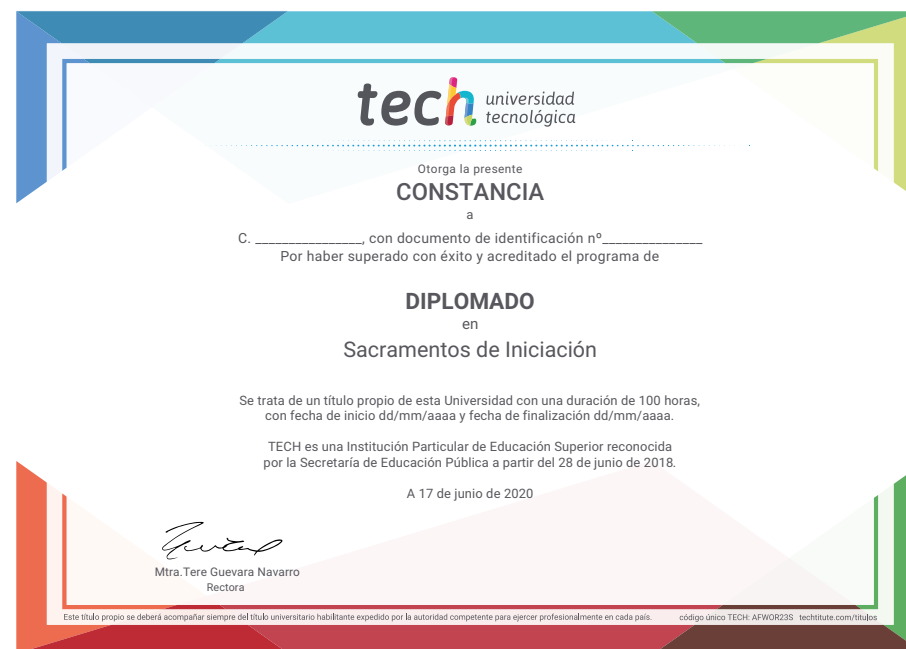 tech universidad
tecnológica
Otorga la presente
CONSTANCIA
a
C. ________________, con documento de identificación nº_______________
Por haber superado con éxito y acreditado el programa de
DIPLOMADO
en
Sacramentos de Iniciación
Se trata de un título propio de esta Universidad con una duración de 100 horas,
con fecha de inicio dd/mm/aaaa y fecha de finalización dd/mm/aaaa.
TECH es una Institución Particular de Educación Superior reconocida
por la Secretaría de Educación Pública a partir del 28 de junio de 2018.
A 17 de junio de 2020
Mtra.Tere Guevara Navarro
Rectora
Este título propio se deberá acompañar siempre del título universitario habilitante expedido por la autoridad competente para ejercer profesionalmente en cada país. código único TECH: AFWOR23S techtitute.com/titulos